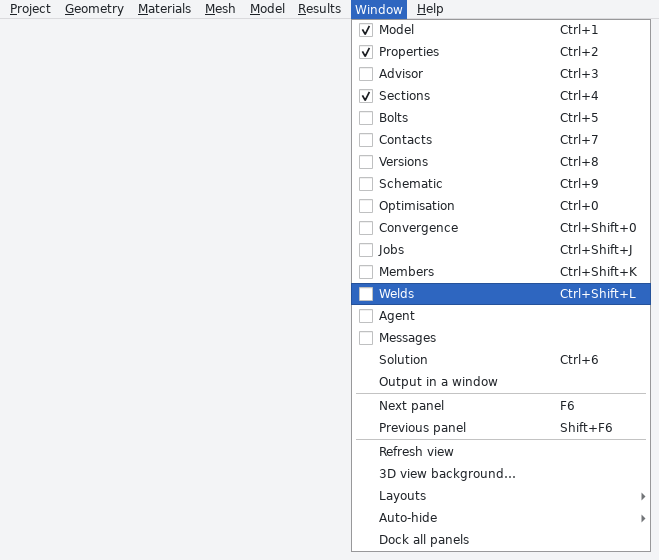 Project Geometry Materials Mesh Model Results Window Help
Model Ctrl+1
Properties Ctrl+2
Advisor Ctrl+3
Sections Ctrl+4
Bolts Ctrl+5
Contacts Ctrl+7
Versions Ctrl+8
Schematic Ctrl+9
Optimisation Ctrl+0
Convergence Ctrl+Shift+0
Jobs Ctrl+Shift+J
Members Ctrl+Shift+K
Welds Ctrl+Shift+L
Agent
Messages
Solution Ctrl+6
Output in a window
Next panel F6
Previous panel Shift+F6
Refresh view
3D view background...
Layouts
Auto-hide
Dock all panels